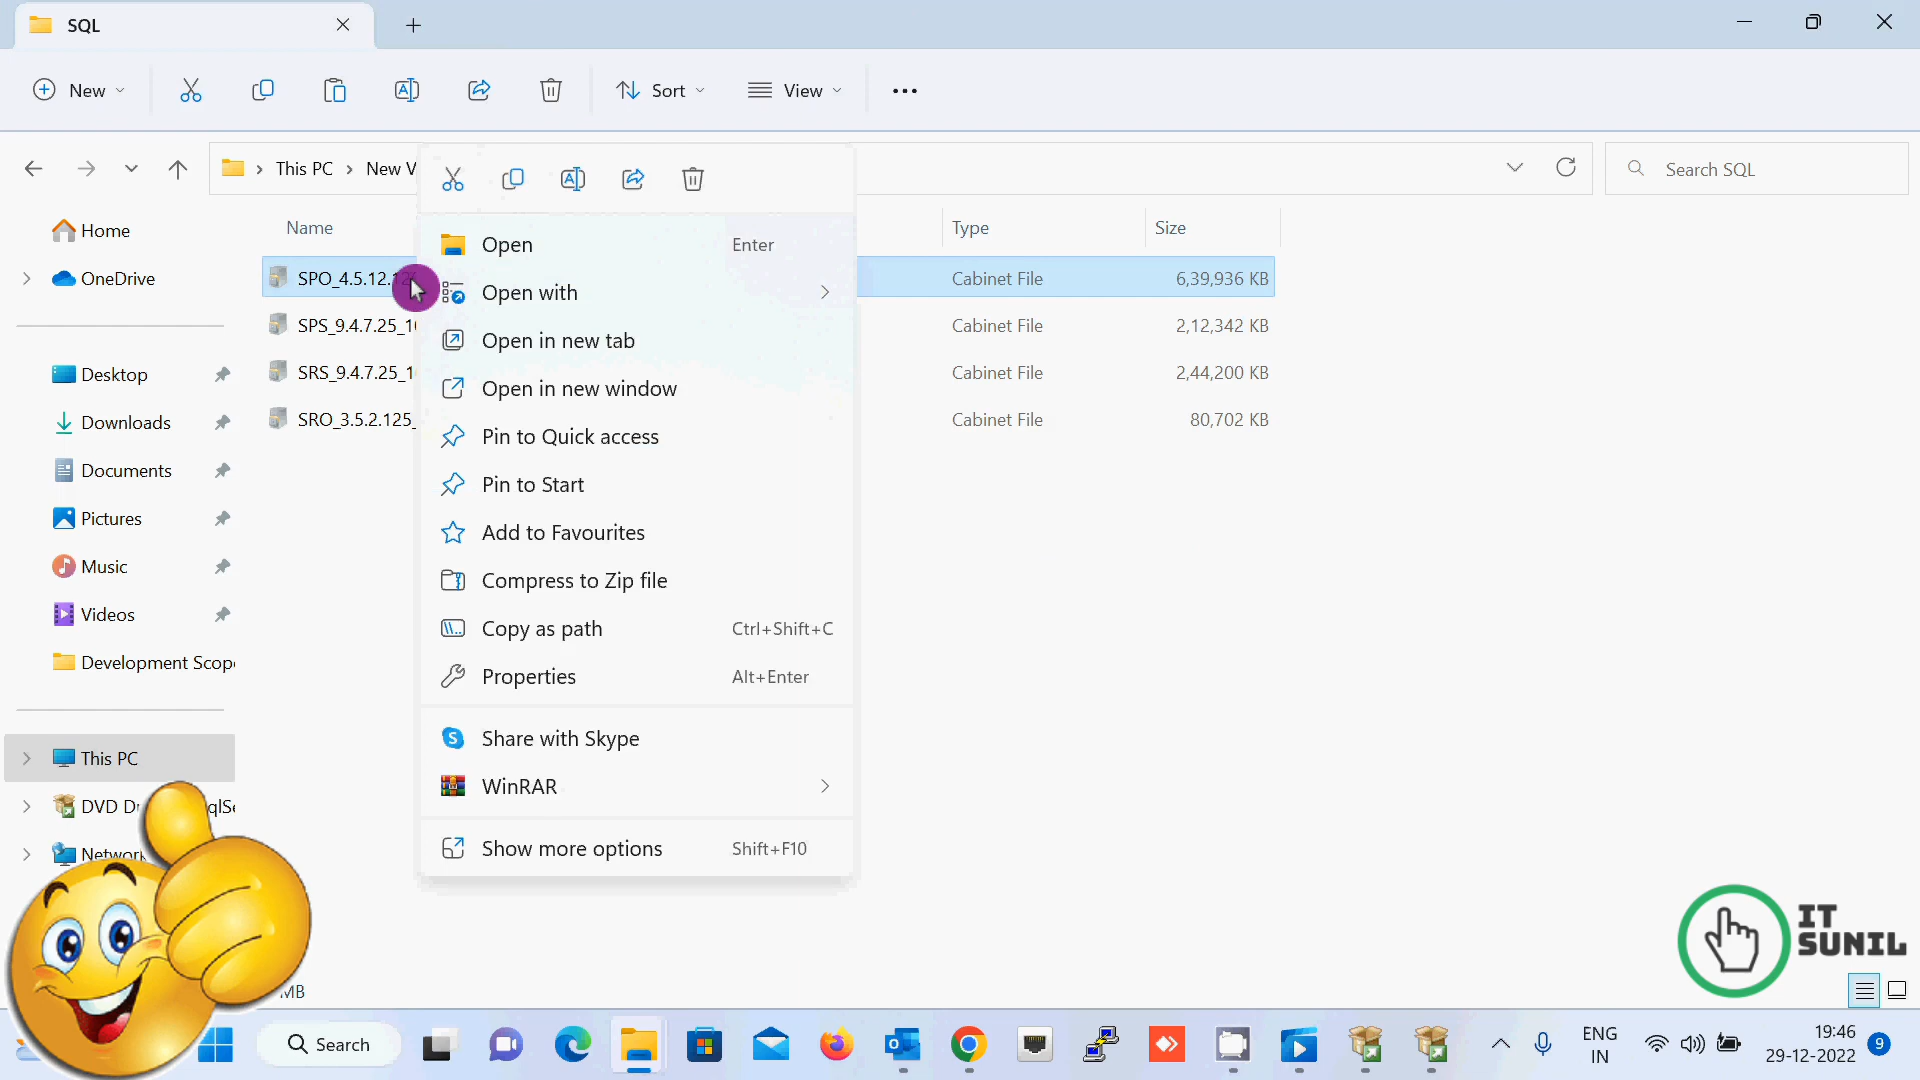 SQL
New
Sort
View
This PC
New V
Search SQL
Home
OneDrive
Desktop
Downloads
Documents
Pictures
Music
Videos
Development Scop
This PC
DVD D
qlSe
Network
Name
Type
Size
SPO_4.5.12.12
Cabinet File
6,39,936 KB
SPS_9.4.7.25_1
Cabinet File
2,12,342 KB
SRS_9.4.7.25_1
Cabinet File
2,44,200 KB
SRO_3.5.2.125_
Cabinet File
80,702 KB
Open
Enter
Open with
Open in new tab
Open in new window
Pin to Quick access
Pin to Start
Add to Favourites
Compress to Zip file
Copy as path
Ctrl+Shift+C
Properties
Alt+Enter
Share with Skype
WinRAR
Show more options
Shift+F10
IT
SUNIL
MB
Search
ENG
IN
19:46
29-12-2022
9